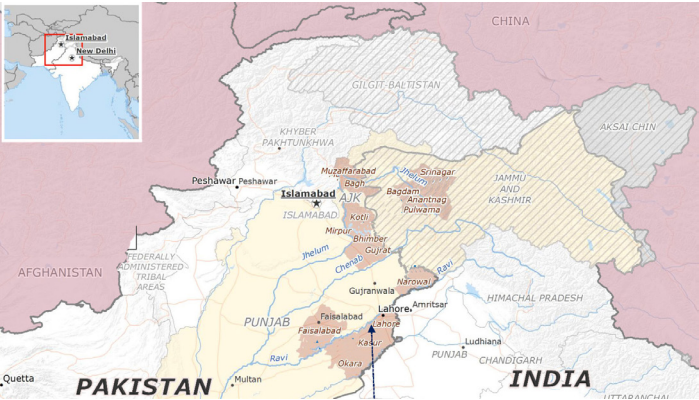 Islamabad
New Delhi
CHINA
GILGIT BALTISTAN
AKSAI CHIN
KHYBER
PAKHTUNKHWA
Muzaffarabad
Jhelum
Srinagar
Peshawar
Peshawar
Bagh
Bagdam
JAMMU
AND
KASHMIR
Islamabad
AJK
Anantnag
Pulwama
ISLAMABAD
Kotli
Mirpur
Bhimber
Jhelum
Gujrat
Chenab
FEDERALLY
ADMINISTERED
TRIBAL
AREAS
AFGHANISTAN
Ravi
Narowal
Gujranwala
HIMACHAL PRADESH
Lahore
Amritsar
PUNJAB
Faisalabad
Faisalabad
Lahore
Kasur
Ludhiana
Ravi
Okara
PUNJAB
CHANDIGARH
Quetta
PAKISTAN
Multan
INDIA
UTTARANCHAL